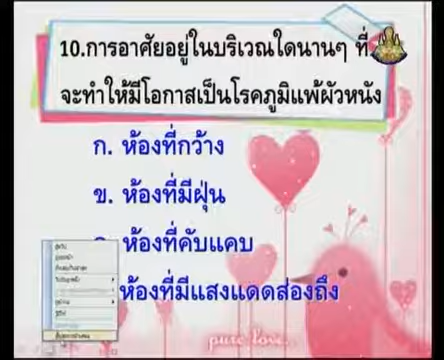 10.การอาศัยอยู่ในบริเวณใดนานๆ ที่
จะทำให้มีโอกาสเป็นโรคภูมิแพ้ผิวหนัง
ก. ห้องที่กว้าง
ข. ห้องที่มีฝุ่น
ห้องที่คับแคบ
ห้องที่มีแสงแดดส่องถึง
pure love..